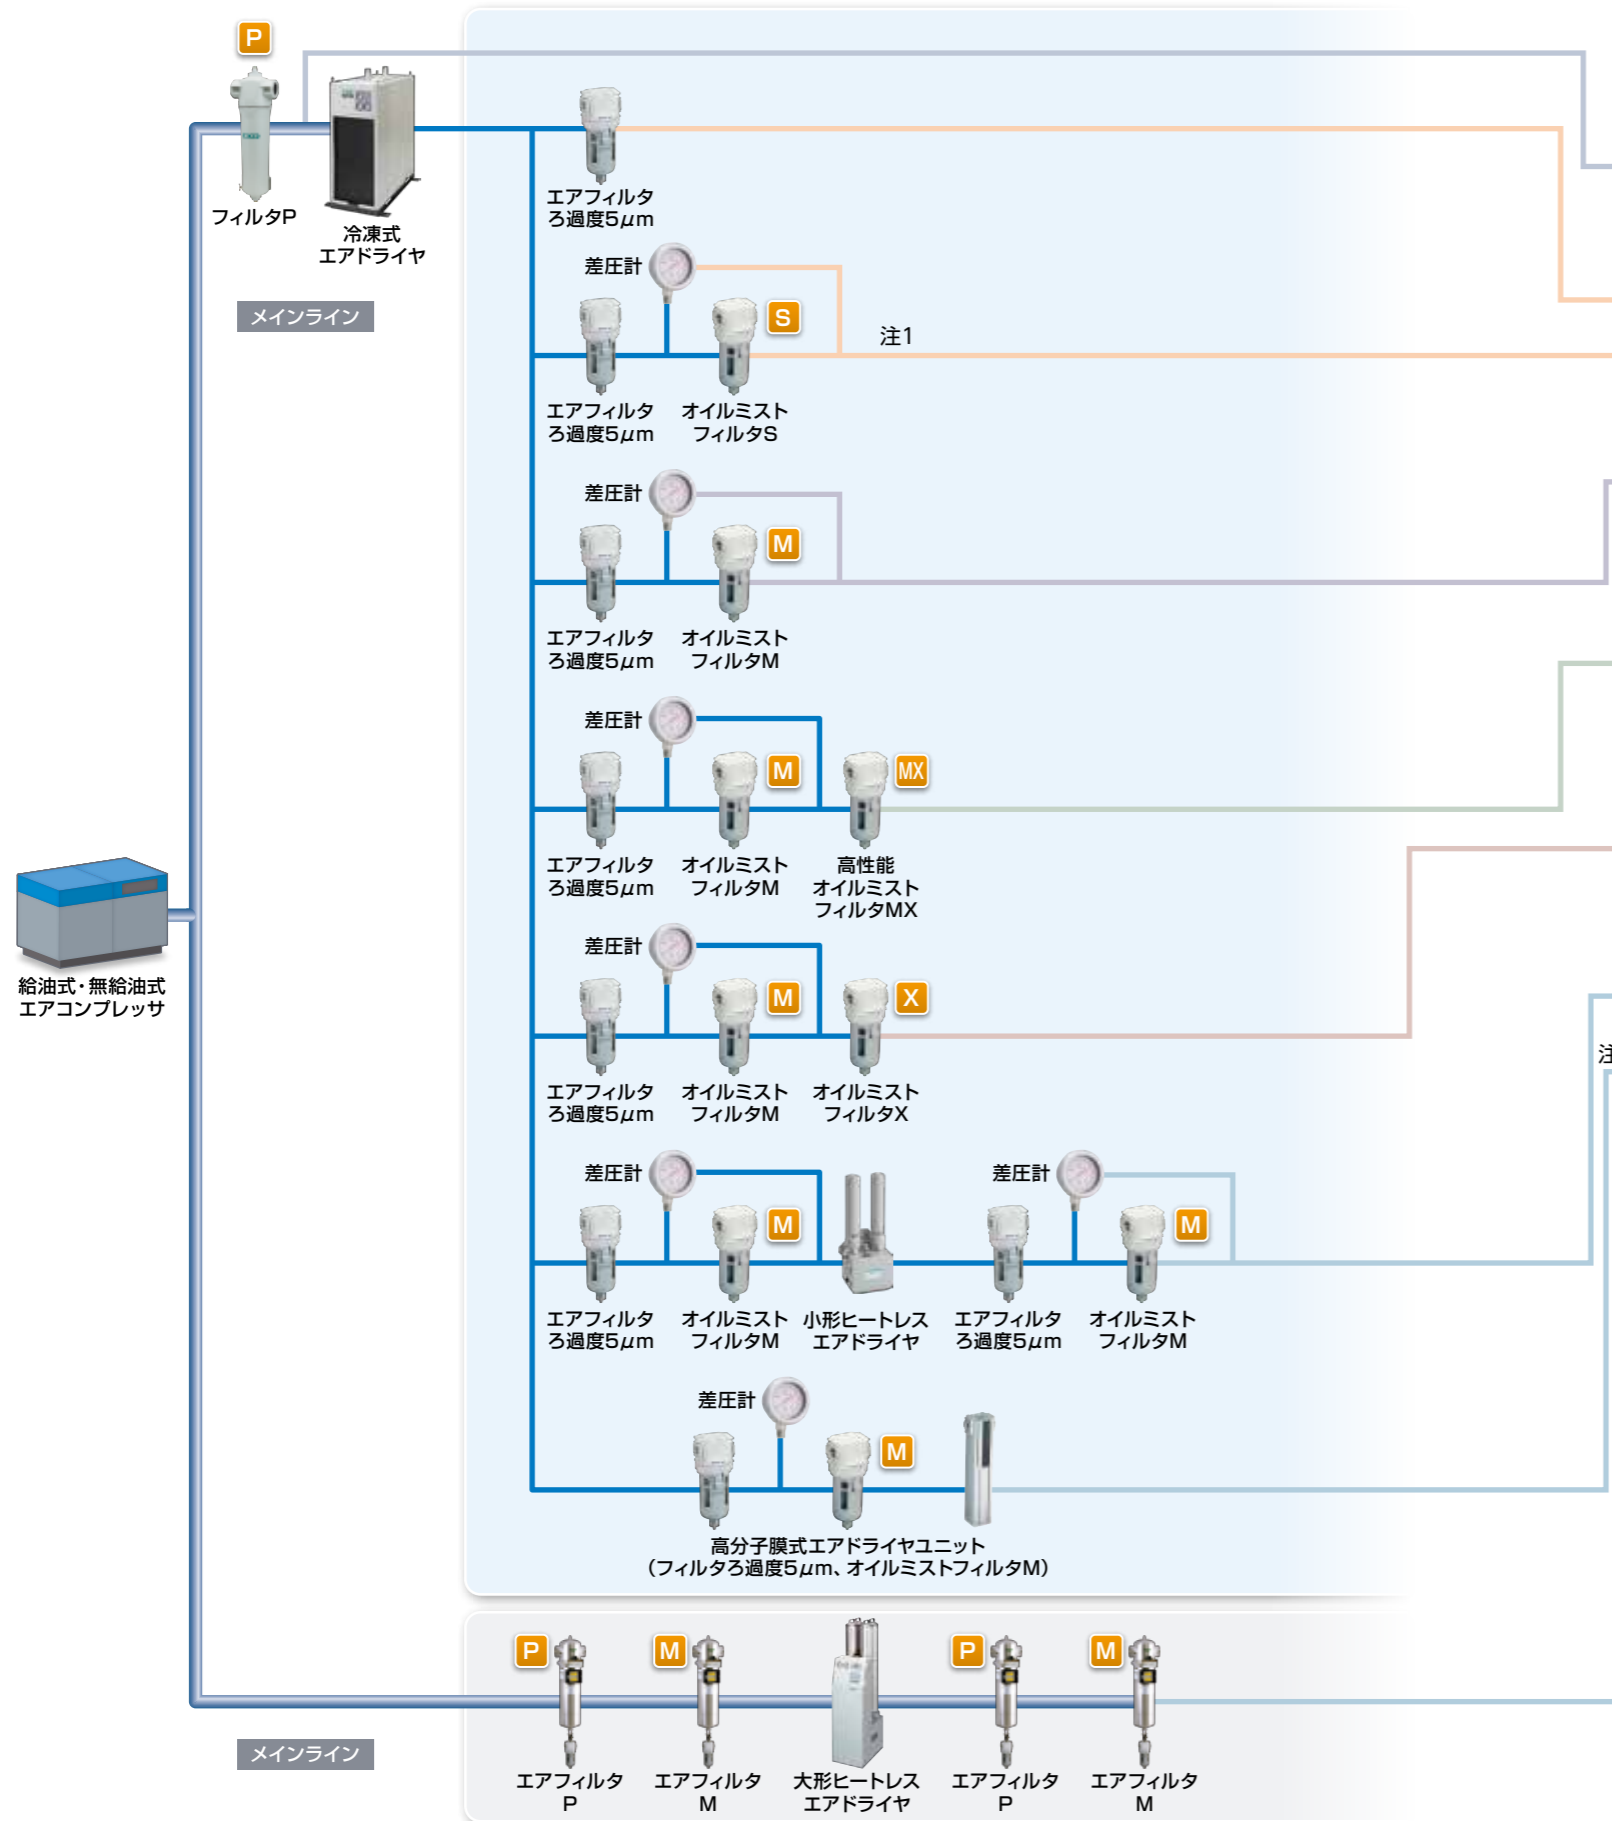 P
フィルタP
冷凍式
エアドライヤ
メインライン
エアフィルタ
ろ過度5μm
差圧計
S
注1
エアフィルタ
ろ過度5μm
オイルミスト
フィルタS
差圧計
M
エアフィルタ
ろ過度5μm
オイルミスト
フィルタM
差圧計
M
MX
エアフィルタ
ろ過度5μm
オイルミスト
フィルタM
高性能
オイルミスト
フィルタMX
給油式・無給油式
エアコンプレッサ
差圧計
M
X
注
エアフィルタ
ろ過度5μm
オイルミスト
フィルタM
オイルミスト
フィルタX
差圧計
M
差圧計
M
エアフィルタ
ろ過度5μm
オイルミスト
フィルタM
小形ヒートレス
エアドライヤ
エアフィルタ
ろ過度5μm
オイルミスト
フィルタM
差圧計
M
高分子膜式エアドライヤユニット
（フィルタろ過度5μm、オイルミストフィルタM）
P
M
P
M
メインライン
エアフィルタ
P
エアフィルタ
M
大形ヒートレス
エアドライヤ
エアフィルタ
P
エアフィルタ
M